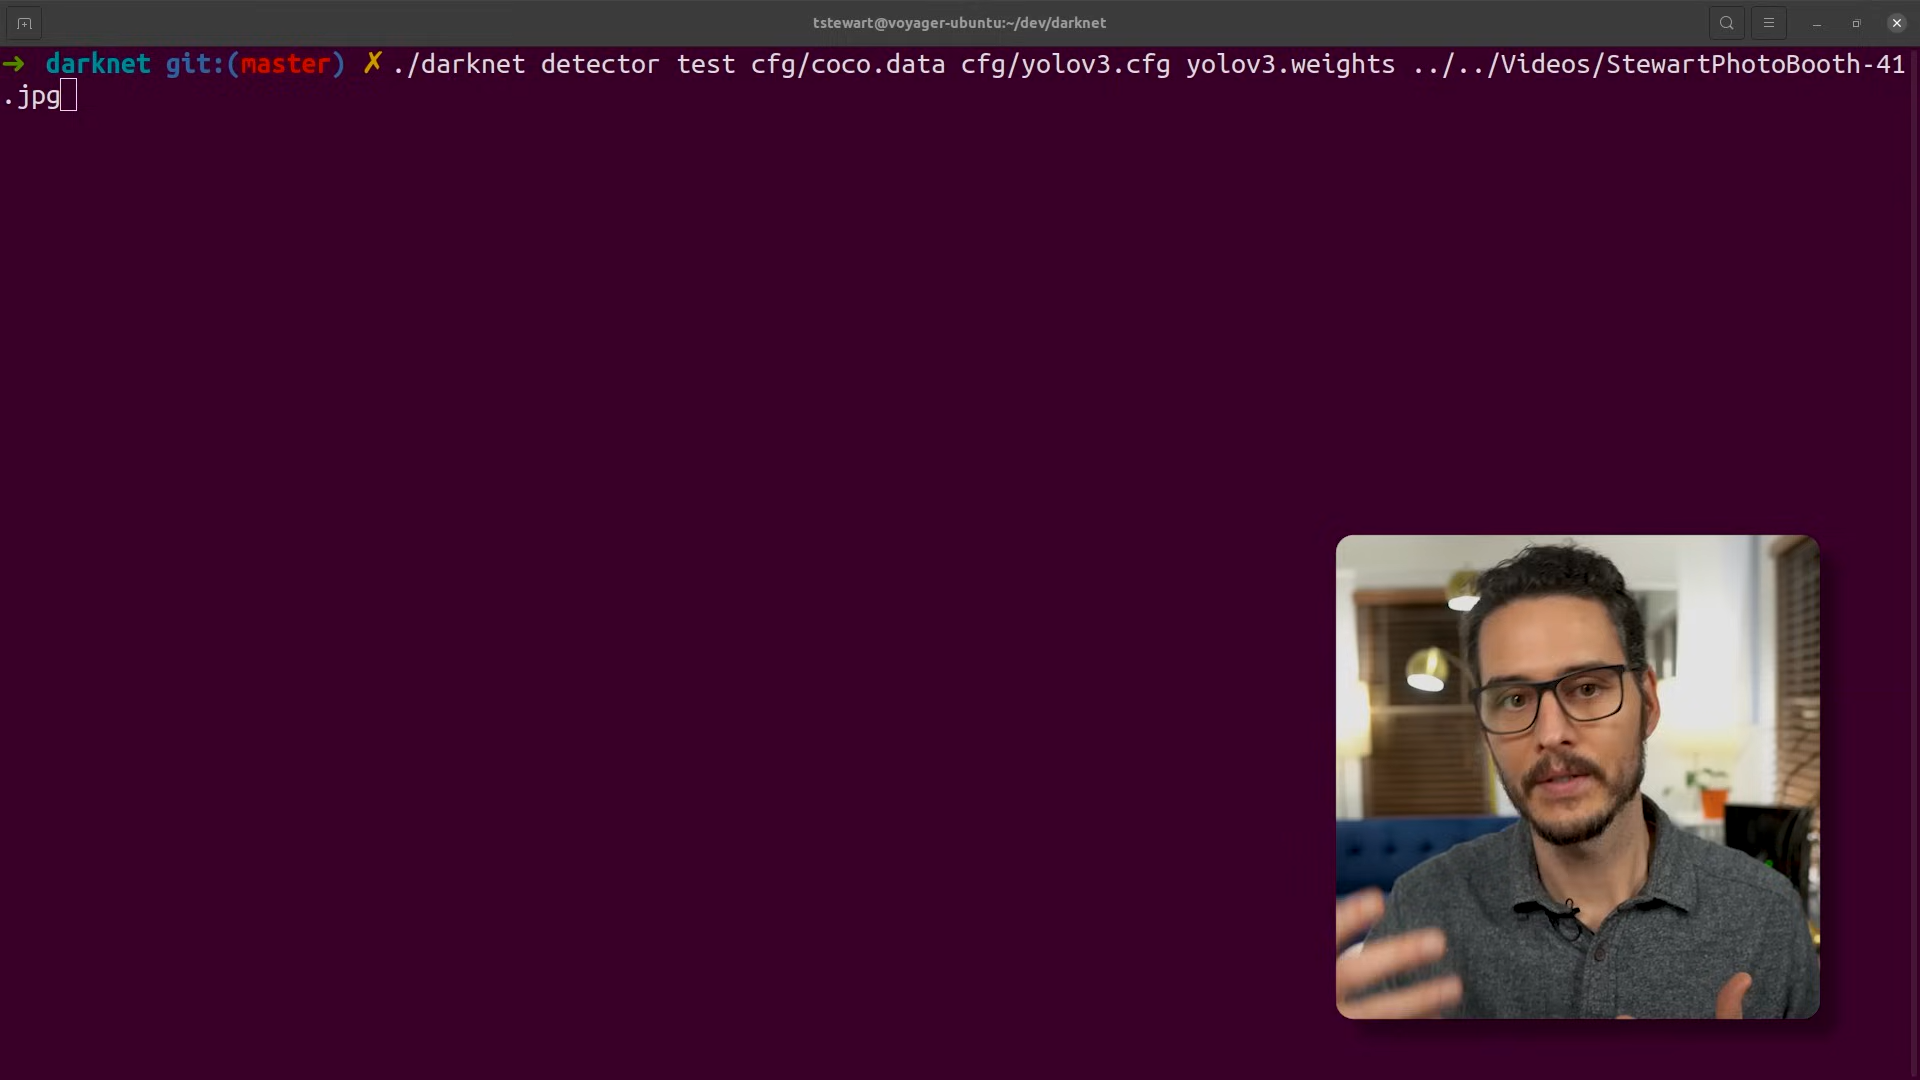 tstewart@voyager-ubuntu:~/dev/darknet
➜ darknet git:(master) ✗ ./darknet detector test cfg/coco.data cfg/yolov3.cfg yolov3.weights ../../Videos/StewartPhotoBooth-41
.jpg